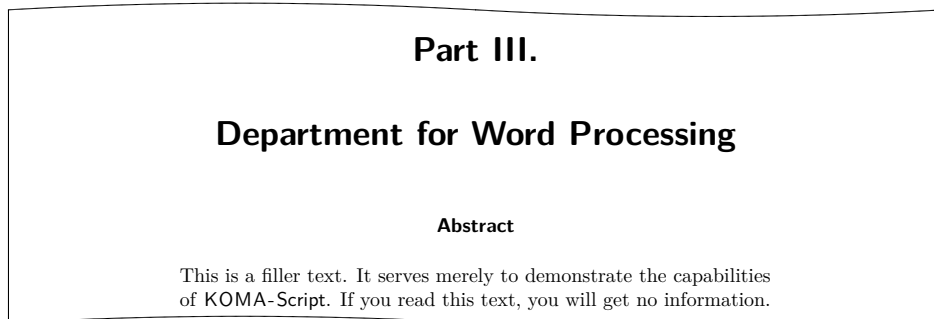 Part III.
Department for Word Processing
Abstract
This is a filler text. It serves merely to demonstrate the capabilities
of KOMA-Script. If you read this text, you will get no information.